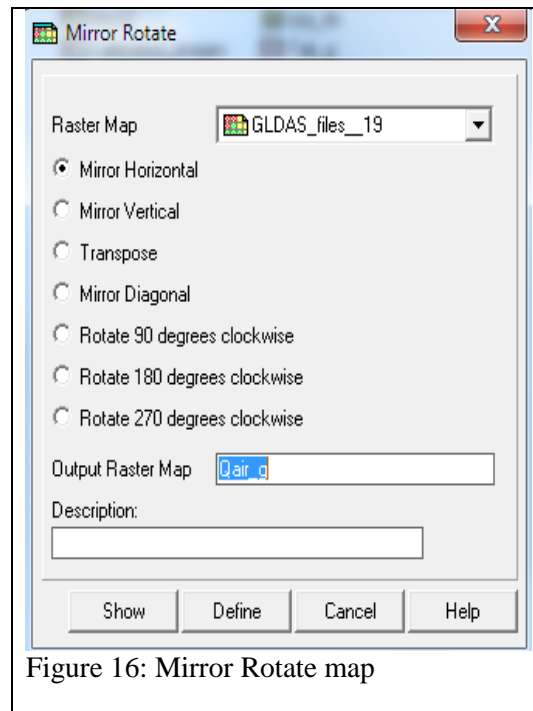 Mirror Rotate
Raster Map GLDAS_files__19
Mirror Horizontal
Mirror Vertical
Transpose
Mirror Diagonal
Rotate 90 degrees clockwise
Rotate 180 degrees clockwise
Rotate 270 degrees clockwise
Output Raster Map Qair_g
Description:
Show Define Cancel Help
Figure 16: Mirror Rotate map